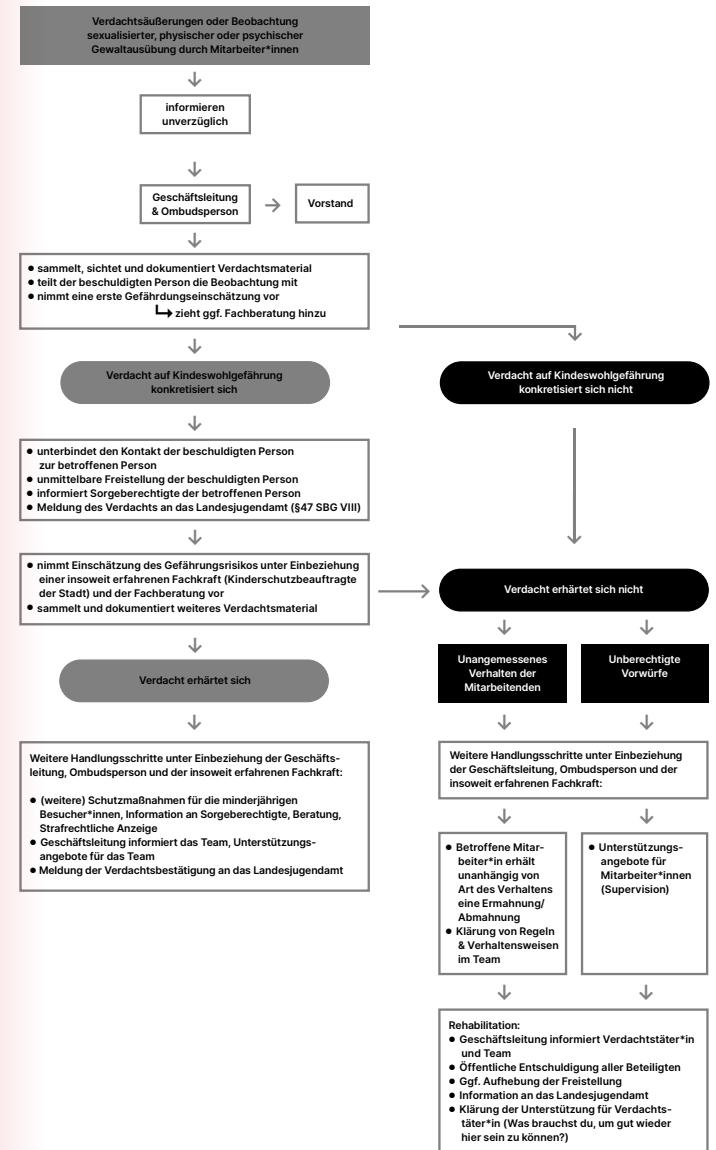 Verdachtsäußerungen oder Beobachtung
sexualisierter, physischer oder psychischer
Gewaltausübung durch Mitarbeiter*innen
informieren
unverzüglich
Geschäftsleitung
& Ombudsperson
Vorstand
● sammelt, sichtet und dokumentiert Verdachtsmaterial
● teilt der beschuldigten Person die Beobachtung mit
● nimmt eine erste Gefährdungseinschätzung vor
zieht ggf. Fachberatung hinzu
Verdacht auf Kindeswohlgefährung
konkretisiert sich
Verdacht auf Kindeswohlgefährung
konkretisiert sich nicht
● unterbindet den Kontakt der beschuldigten Person
zur betroffenen Person
● unmittelbare Freistellung der beschuldigten Person
● informiert Sorgeberechtigte der betroffenen Person
● Meldung des Verdachts an das Landesjugendamt (§47 SBG VIII)
● nimmt Einschätzung des Gefährungsrisikos unter Einbeziehung
einer insoweit erfahrenen Fachkraft (Kinderschutzbeauftragte
der Stadt) und der Fachberatung vor
● sammelt und dokumentiert weiteres Verdachtsmaterial
Verdacht erhärtet sich nicht
Verdacht erhärtet sich
Unangemessenes
Verhalten der
Mitarbeitenden
Unberechtigte
Vorwürfe
Weitere Handlungsschritte unter Einbeziehung der Geschäfts-
leitung, Ombudsperson und der insoweit erfahrenen Fachkraft:
● (weitere) Schutzmaßnahmen für die minderjährigen
Besucher*innen, Information an Sorgeberechtigte, Beratung,
Strafrechtliche Anzeige
● Geschäftsleitung informiert das Team, Unterstützungs-
angebote für das Team
● Meldung der Verdachtsbestätigung an das Landesjugendamt
Weitere Handlungsschritte unter Einbeziehung
der Geschäftsleitung, Ombudsperson und der
insoweit erfahrenen Fachkraft:
● Betroffene Mitar-
beiter*in erhält
unanhängig von
Art des Verhaltens
eine Ermahnung/
Abmahnung
● Klärung von Regeln
& Verhaltensweisen
im Team
● Unterstützungs-
angebote für
Mitarbeiter*innen
(Supervision)
Rehabilitation:
● Geschäftsleitung informiert Verdachtstäter*in
und Team
● Öffentliche Entschuldigung aller Beteiligten
● Ggf. Aufhebung der Freistellung
● Information an das Landesjugendamt
● Klärung der Unterstützung für Verdachts-
täter*in (Was brauchst du, um gut wieder
hier sein zu können?)